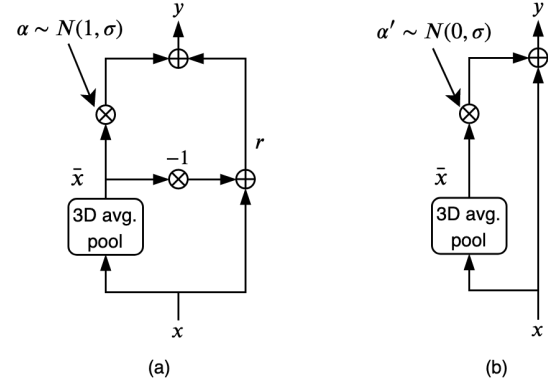 y
α ∼ N(1, σ)
r
−1
x̄
3D avg.
pool
x
(a)
y
α′ ∼ N(0, σ)
x̄
3D avg.
pool
x
(b)